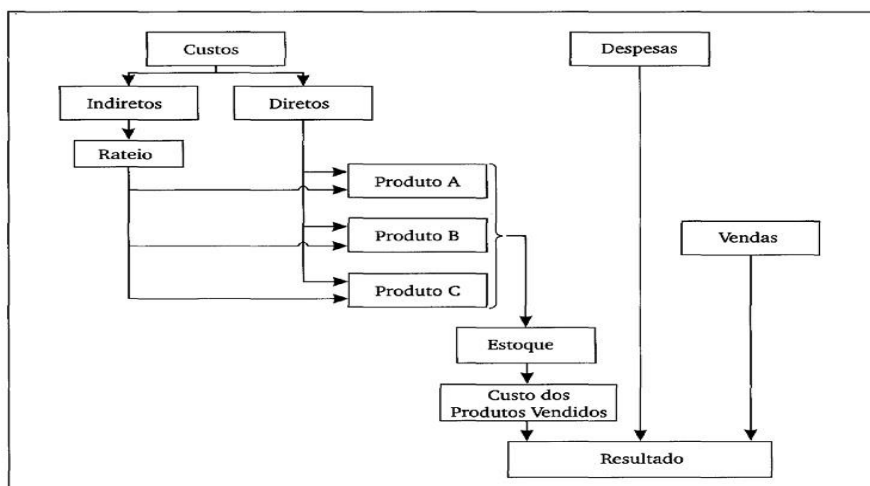 Custos
Despesas
Indiretos
Diretos
Rateio
Produto A
Produto B
Vendas
Produto C
Estoque
Custo dos
Produtos Vendidos
Resultado